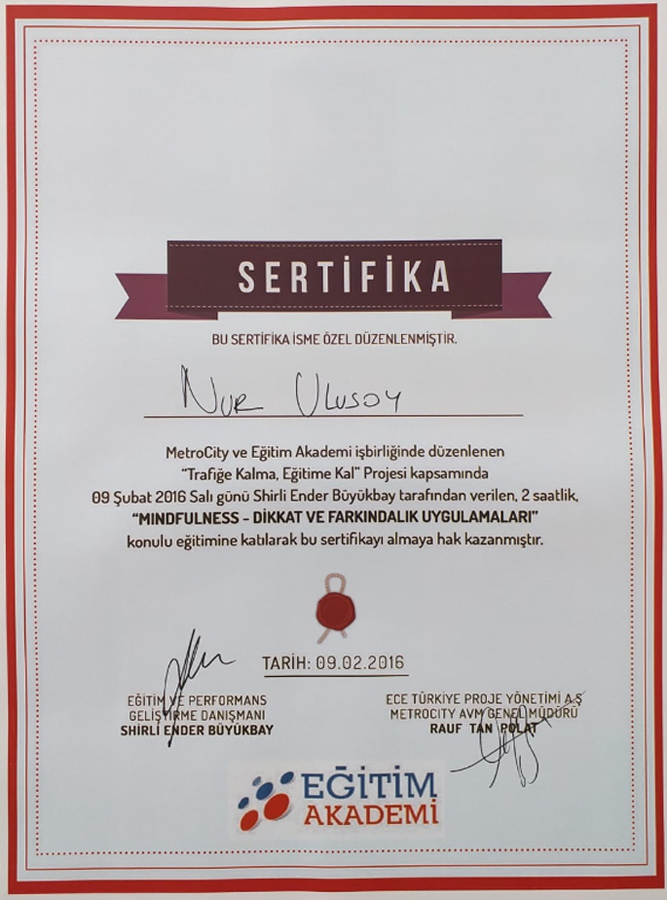 SERTİFİKA
BU SERTİFİKA İSME ÖZEL DÜZENLENMİŞTİR.
NUR ULUSOY
MetroCity ve Eğitim Akademi işbirliğinde düzenlenen
"Trafiğe Kalma, Eğitime Kal" Projesi kapsamında
09 Şubat 2016 Salı günü Shirli Ender Büyükbay tarafından verilen, 2 saatlik,
"MINDFULNESS - DİKKAT VE FARKINDALIK UYGULAMALARI"
konulu eğitimine katılarak bu sertifikayı almaya hak kazanmıştır.
TARİH: 09.02.2016
EĞİTİM VE PERFORMANS
GELİŞTİRME DANIŞMANI
SHIRLI ENDER BÜYÜKBAY
ECE TÜRKİYE PROJE YÖNETİMİ A.Ş
METROCITY AVM GENEL MÜDÜRÜ
RAUF TAN POLAT
EĞİTİM
AKADEMİ